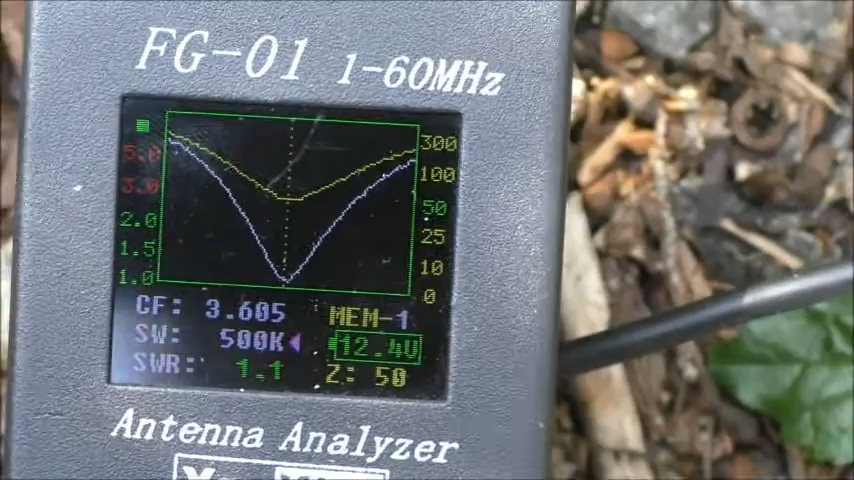 FG-01 1-60MHz
5.0 300
3.0 100
2.0 50
1.5 25
1.0 10
0
CF: 3.605 MEM-1
SW: 500K 12.4V
SWR: 1.1 Z: 50
Antenna Analyzer